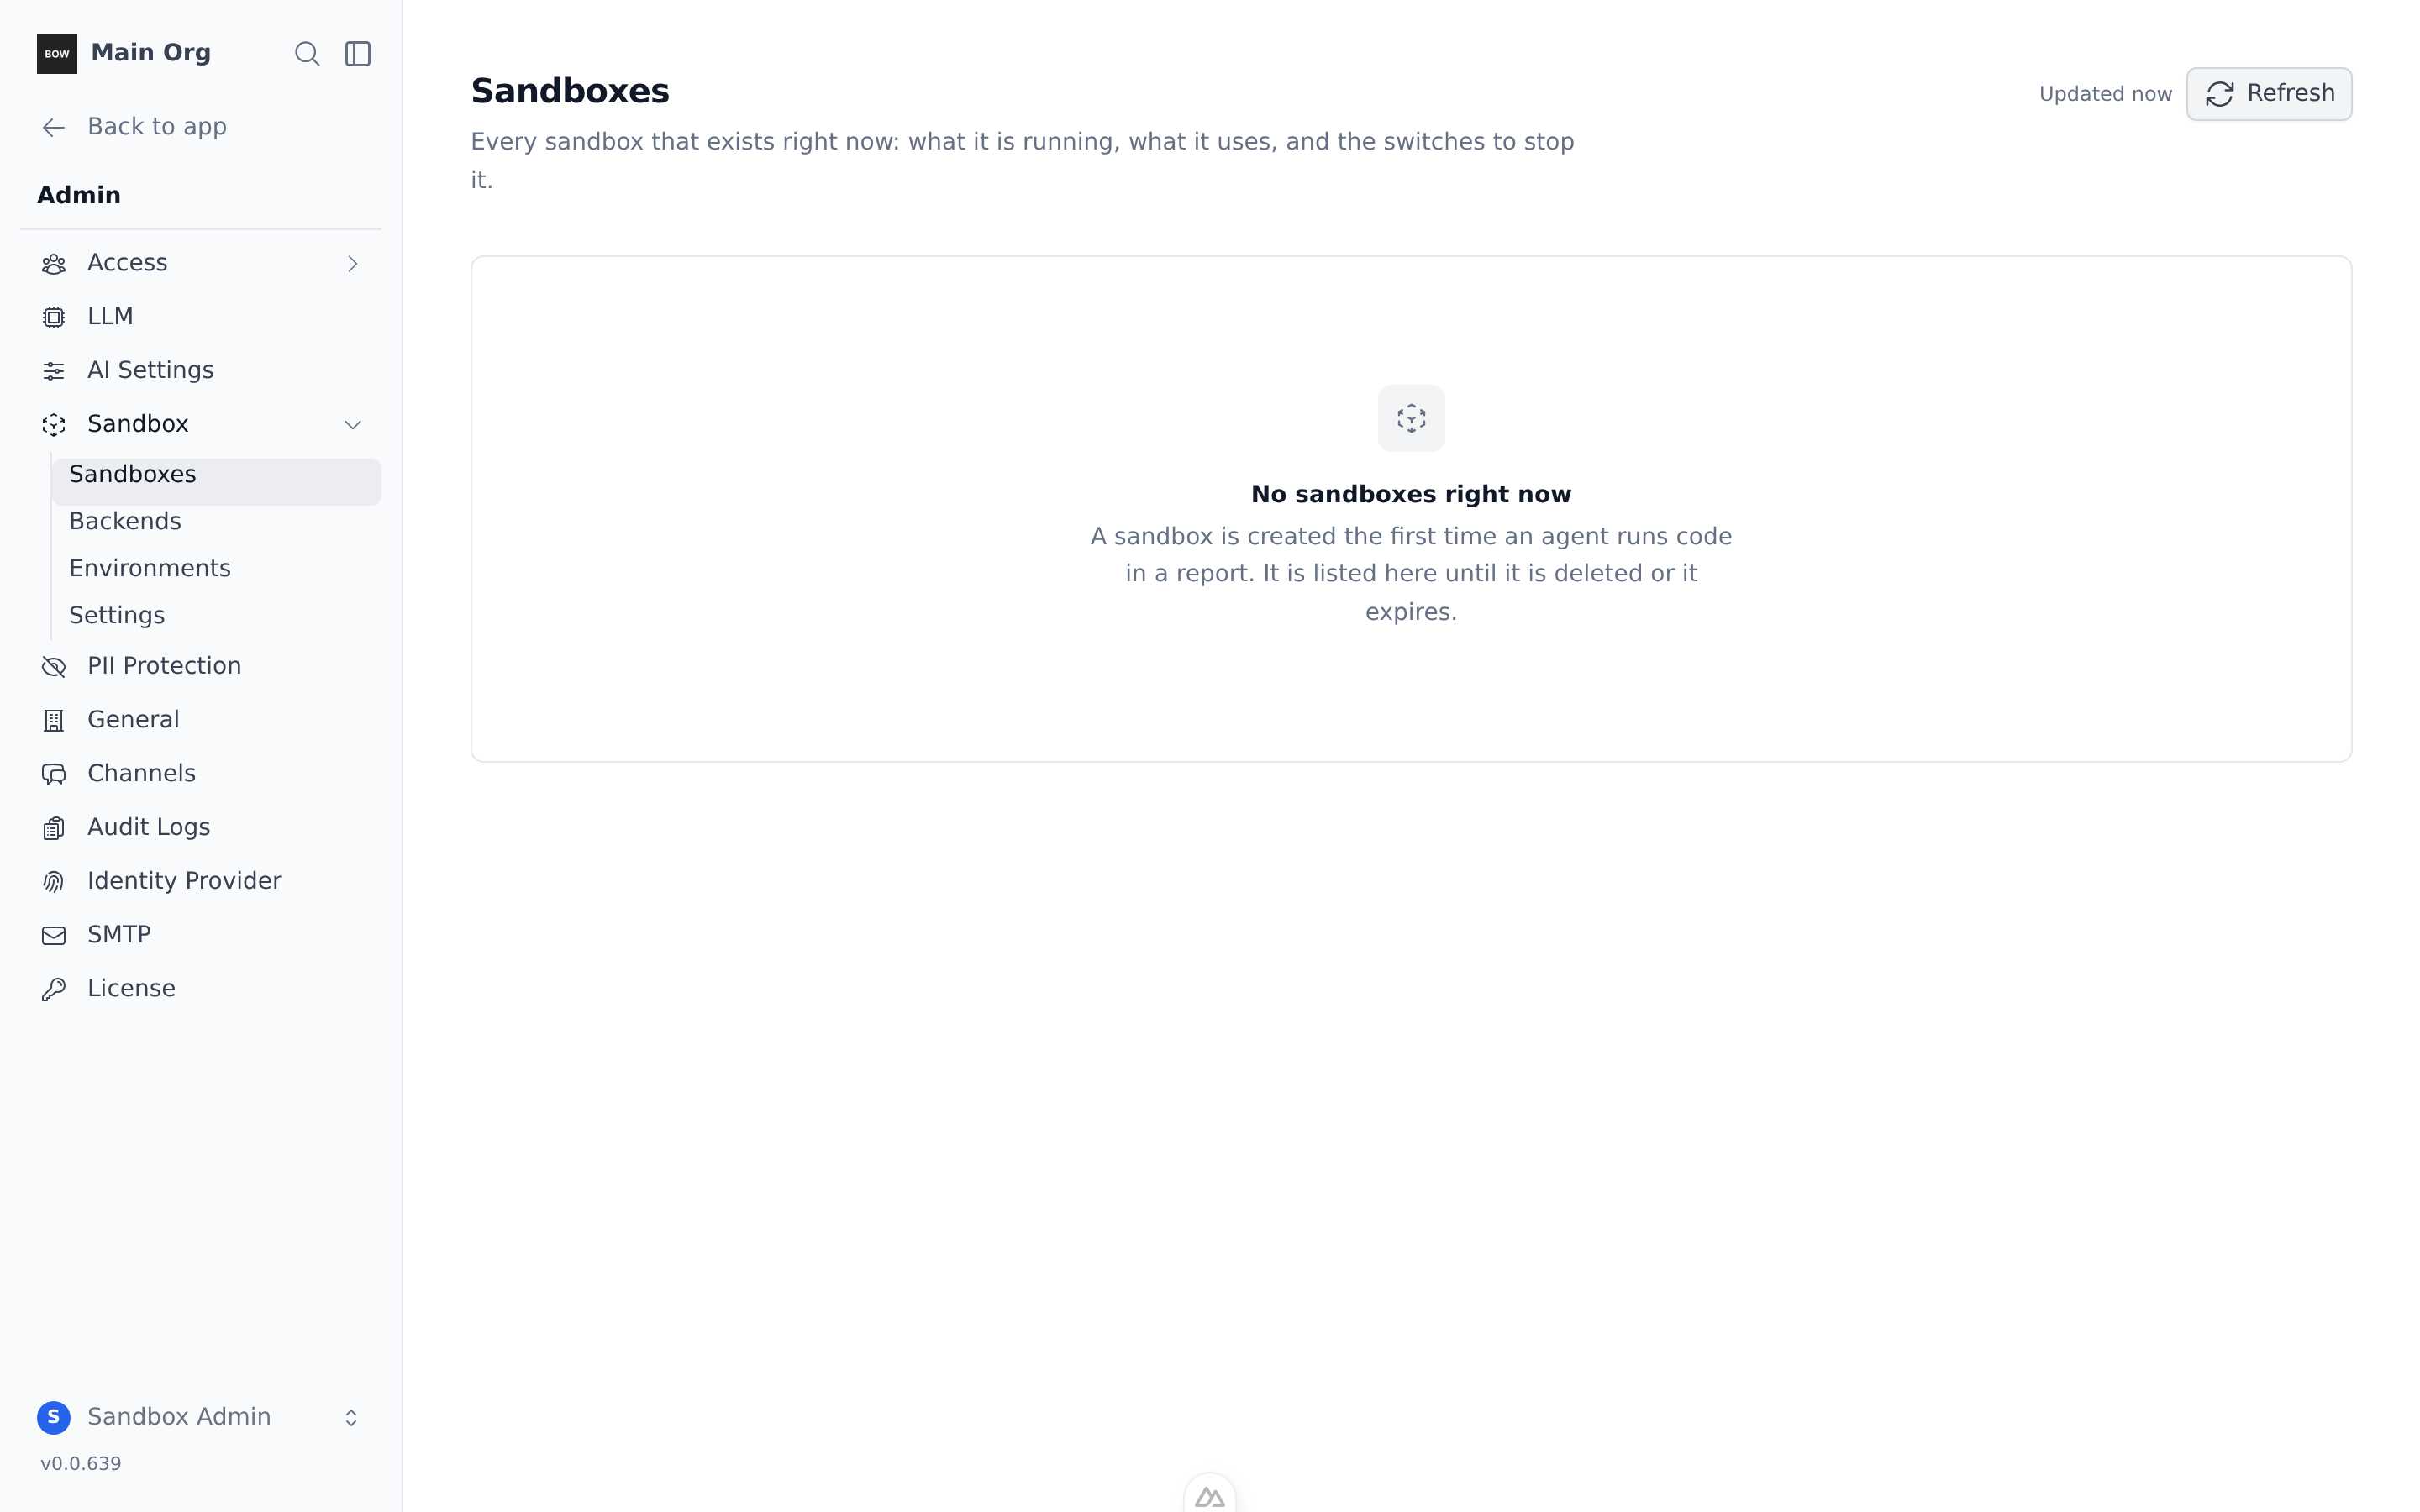 BOW
Main Org
Back to app
Admin
Access
LLM
AI Settings
Sandbox
Sandboxes
Backends
Environments
Settings
PII Protection
General
Channels
Audit Logs
Identity Provider
SMTP
License
S
Sandbox Admin
v0.0.639
Sandboxes
Updated now
Refresh
Every sandbox that exists right now: what it is running, what it uses, and the switches to stop
it.
No sandboxes right now
A sandbox is created the first time an agent runs code
in a report. It is listed here until it is deleted or it
expires.